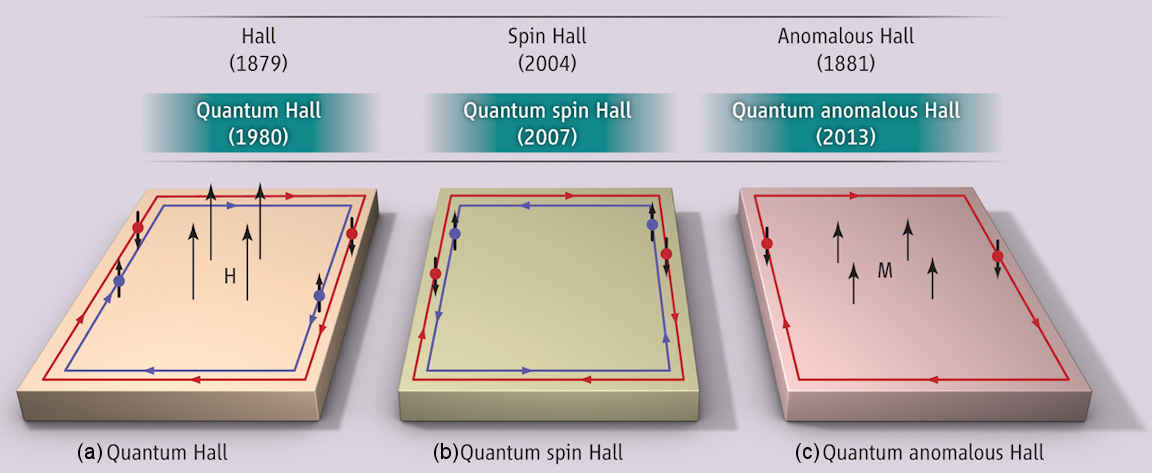 Hall
(1879)
Spin Hall
(2004)
Anomalous Hall
(1881)
Quantum Hall
(1980)
Quantum spin Hall
(2007)
Quantum anomalous Hall
(2013)
H
M
(a) Quantum Hall
(b) Quantum spin Hall
(c) Quantum anomalous Hall